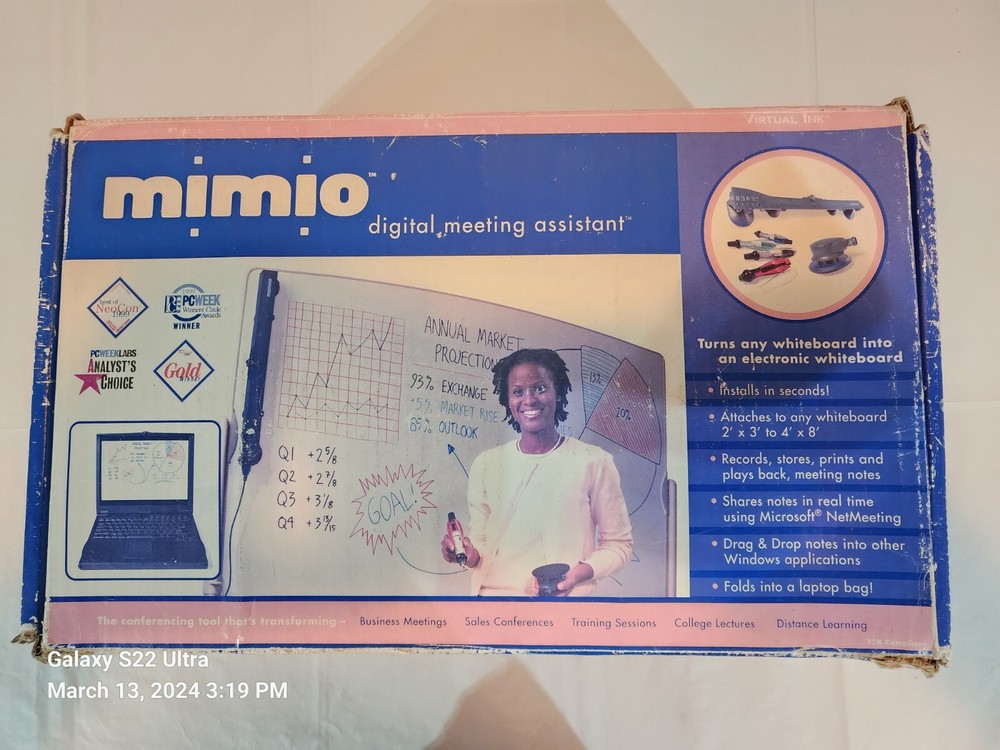 VIRTUAL INK™
mimio™
digital meeting assistant™
Best of
NeoCon
1999
1999
PCWEEK
Winners' Circle
Awards
WINNER
PCWEEKLABS
ANALYST'S
CHOICE
Gold
ANNUAL MARKET
PROJECTION
93% EXCHANGE
MARKET RISE
85% OUTLOOK
15%
20%
Q1 +2 5/8
Q2 +2 7/8
Q3 +3 1/8
Q4 +3 13/15
GOAL!
Turns any whiteboard into
an electronic whiteboard
• Installs in seconds!
• Attaches to any whiteboard
2' x 3' to 4' x 8'
• Records, stores, prints and
plays back, meeting notes
• Shares notes in real time
using Microsoft® NetMeeting
• Drag & Drop notes into other
Windows applications
• Folds into a laptop bag!
The conferencing tool that's transforming – Business Meetings Sales Conferences Training Sessions College Lectures Distance Learning
Y2K Compliant
Galaxy S22 Ultra
March 13, 2024 3:19 PM